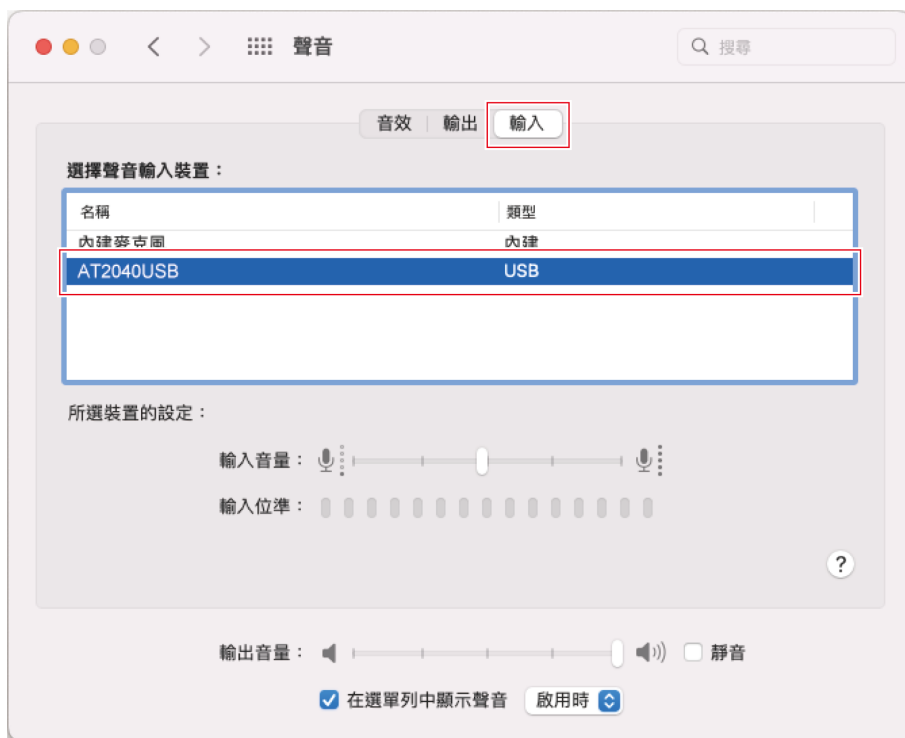 聲音
搜尋
音效 輸出 輸入
選擇聲音輸入裝置：
名稱 類型
內建麥克風 內建
AT2040USB USB
所選裝置的設定：
輸入音量：
輸入位準：
?
輸出音量： 靜音
在選單列中顯示聲音 啟用時